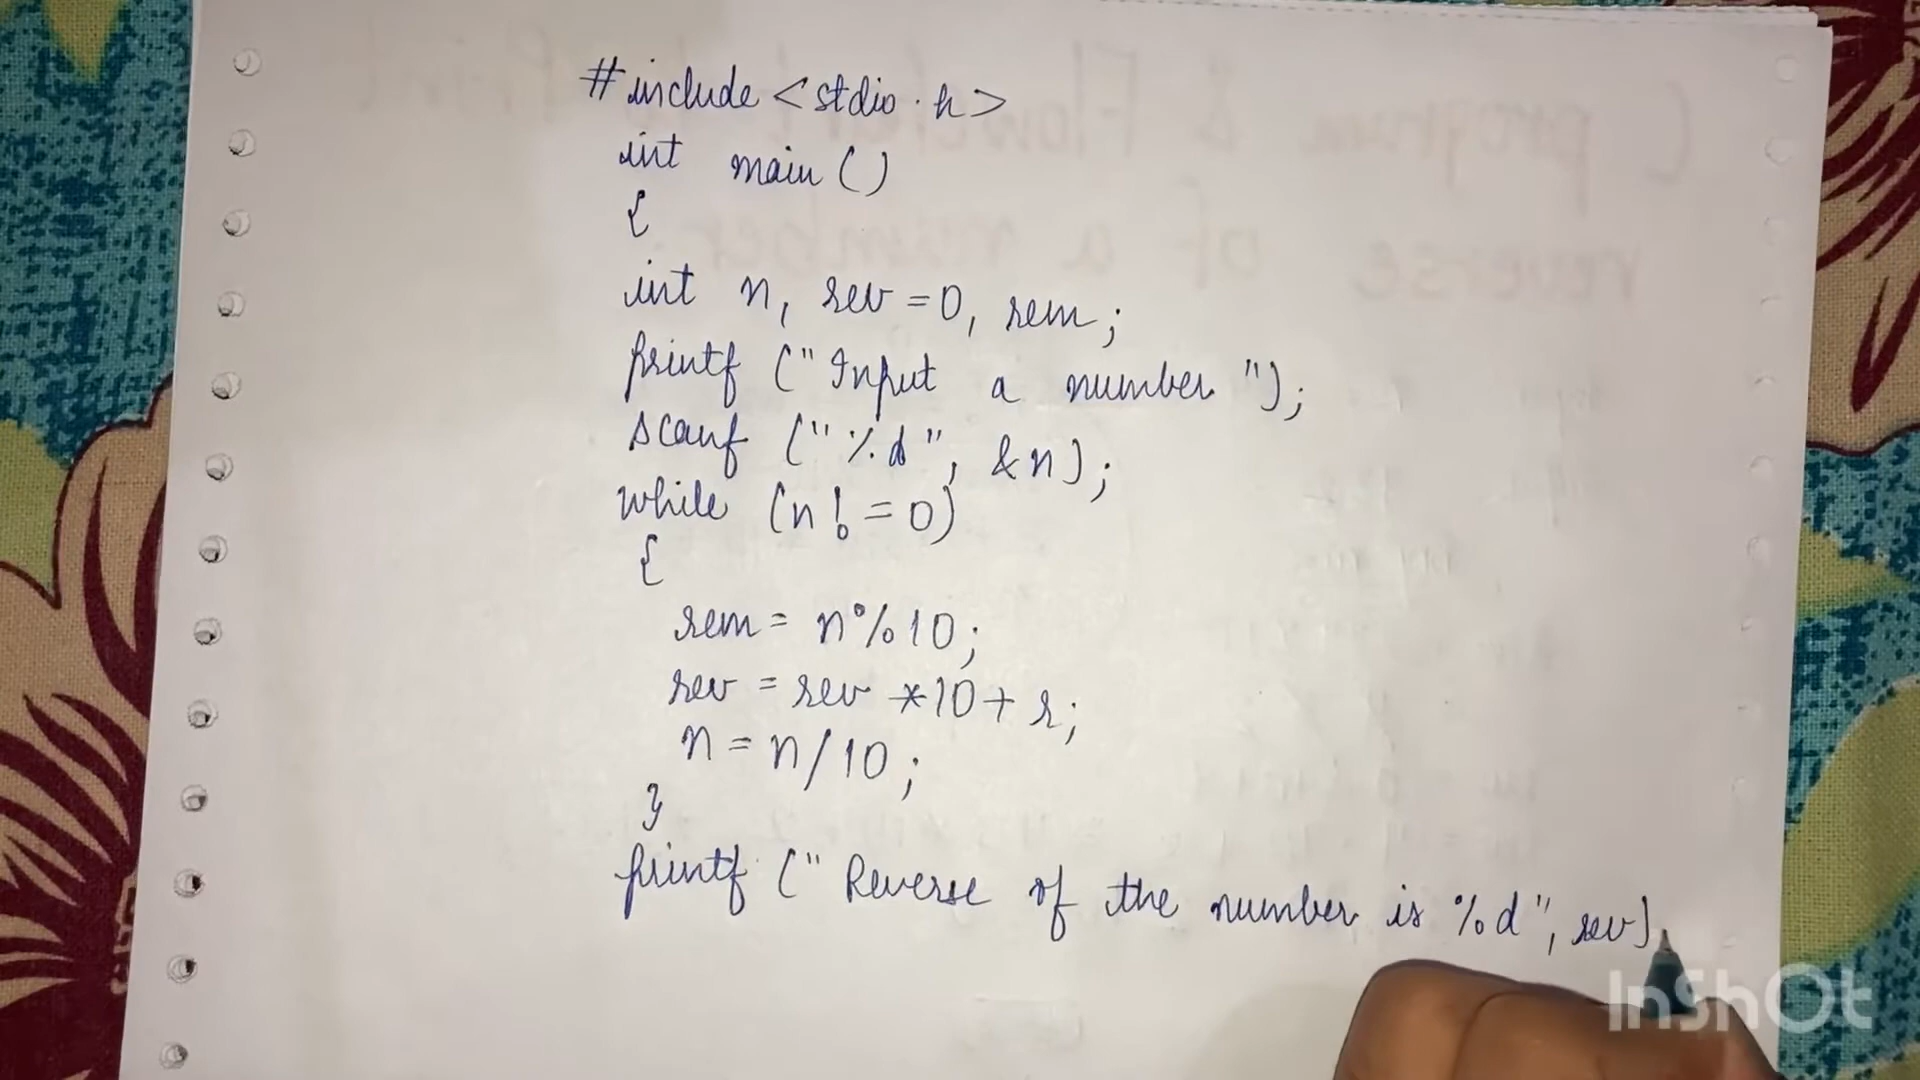 #include <stdio.h>
int main ()
{
int n, rev = 0, rem;
printf ("Input a number");
scanf ("%d", &n);
while (n != 0)
{
rem = n % 10;
rev = rev * 10 + r;
n = n / 10;
}
printf ("Reverse of the number is %d", rev)
InShOt